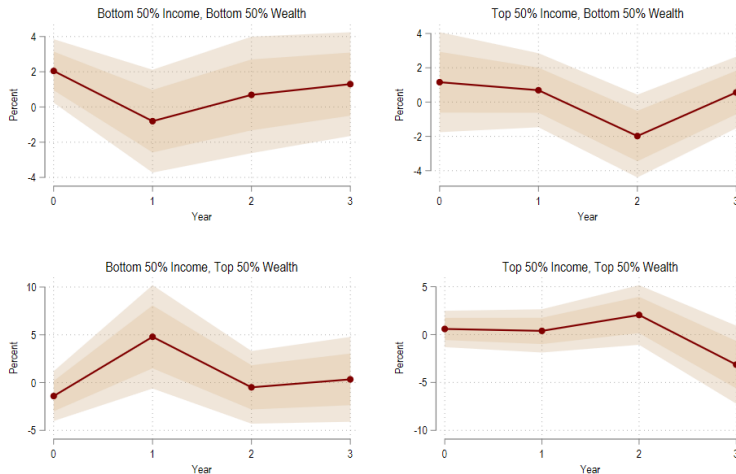 Bottom 50% Income, Bottom 50% Wealth
4
2
0
-2
-4
Percent
0 1 2 3
Year
Top 50% Income, Bottom 50% Wealth
4
2
0
-2
-4
Percent
0 1 2 3
Year
Bottom 50% Income, Top 50% Wealth
10
5
0
-5
Percent
0 1 2 3
Year
Top 50% Income, Top 50% Wealth
5
0
-5
-10
Percent
0 1 2 3
Year